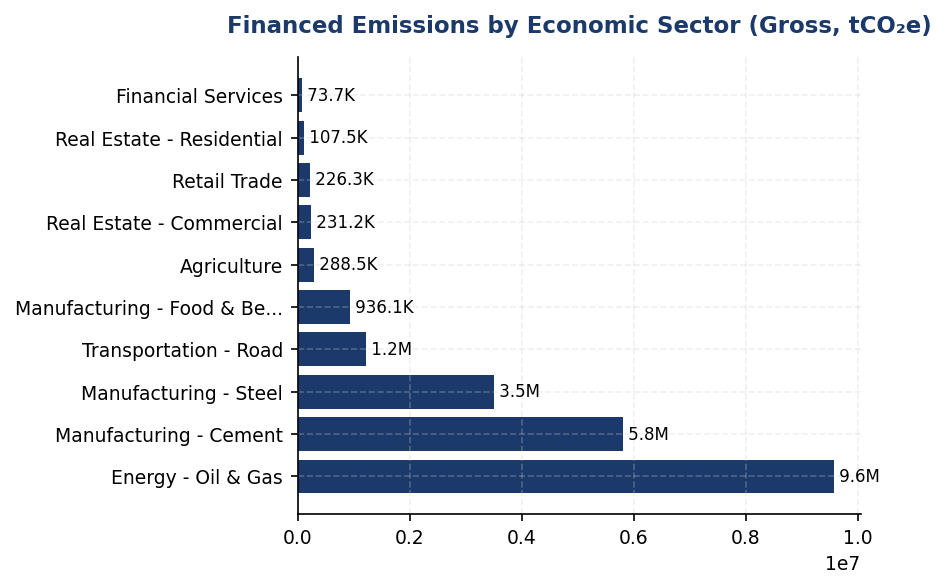 Financed Emissions by Economic Sector (Gross, tCO₂e)
Financial Services 73.7K
Real Estate - Residential 107.5K
Retail Trade 226.3K
Real Estate - Commercial 231.2K
Agriculture 288.5K
Manufacturing - Food & Be... 936.1K
Transportation - Road 1.2M
Manufacturing - Steel 3.5M
Manufacturing - Cement 5.8M
Energy - Oil & Gas 9.6M
0.0 0.2 0.4 0.6 0.8 1.0
1e7